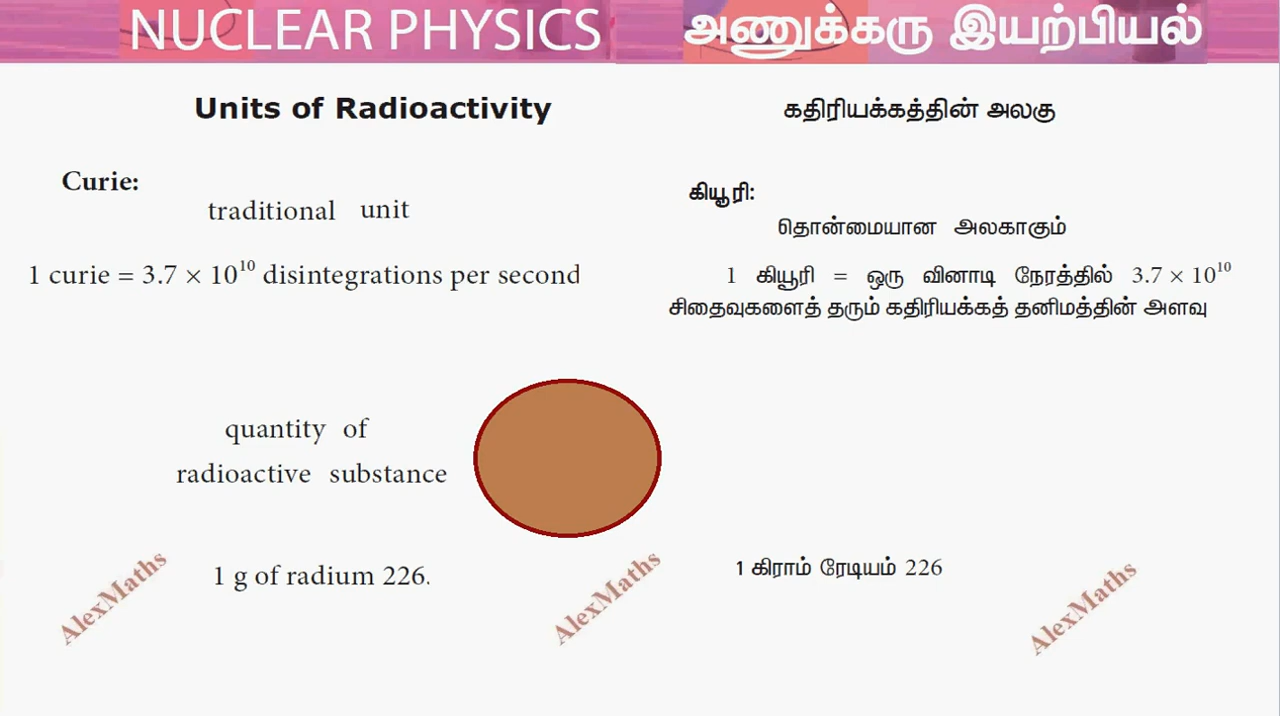 NUCLEAR PHYSICS
அணுக்கரு இயற்பியல்
Units of Radioactivity
கதிரியக்கத்தின் அலகு
Curie:
traditional unit
1 curie = 3.7 × 10¹⁰ disintegrations per second
கியூரி:
தொன்மையான அலகாகும்
1 கியூரி = ஒரு வினாடி நேரத்தில் 3.7 × 10¹⁰
சிதைவுகளைத் தரும் கதிரியக்கத் தனிமத்தின் அளவு
quantity of
radioactive substance
1 g of radium 226.
1 கிராம் ரேடியம் 226
AlexMaths
AlexMaths
AlexMaths